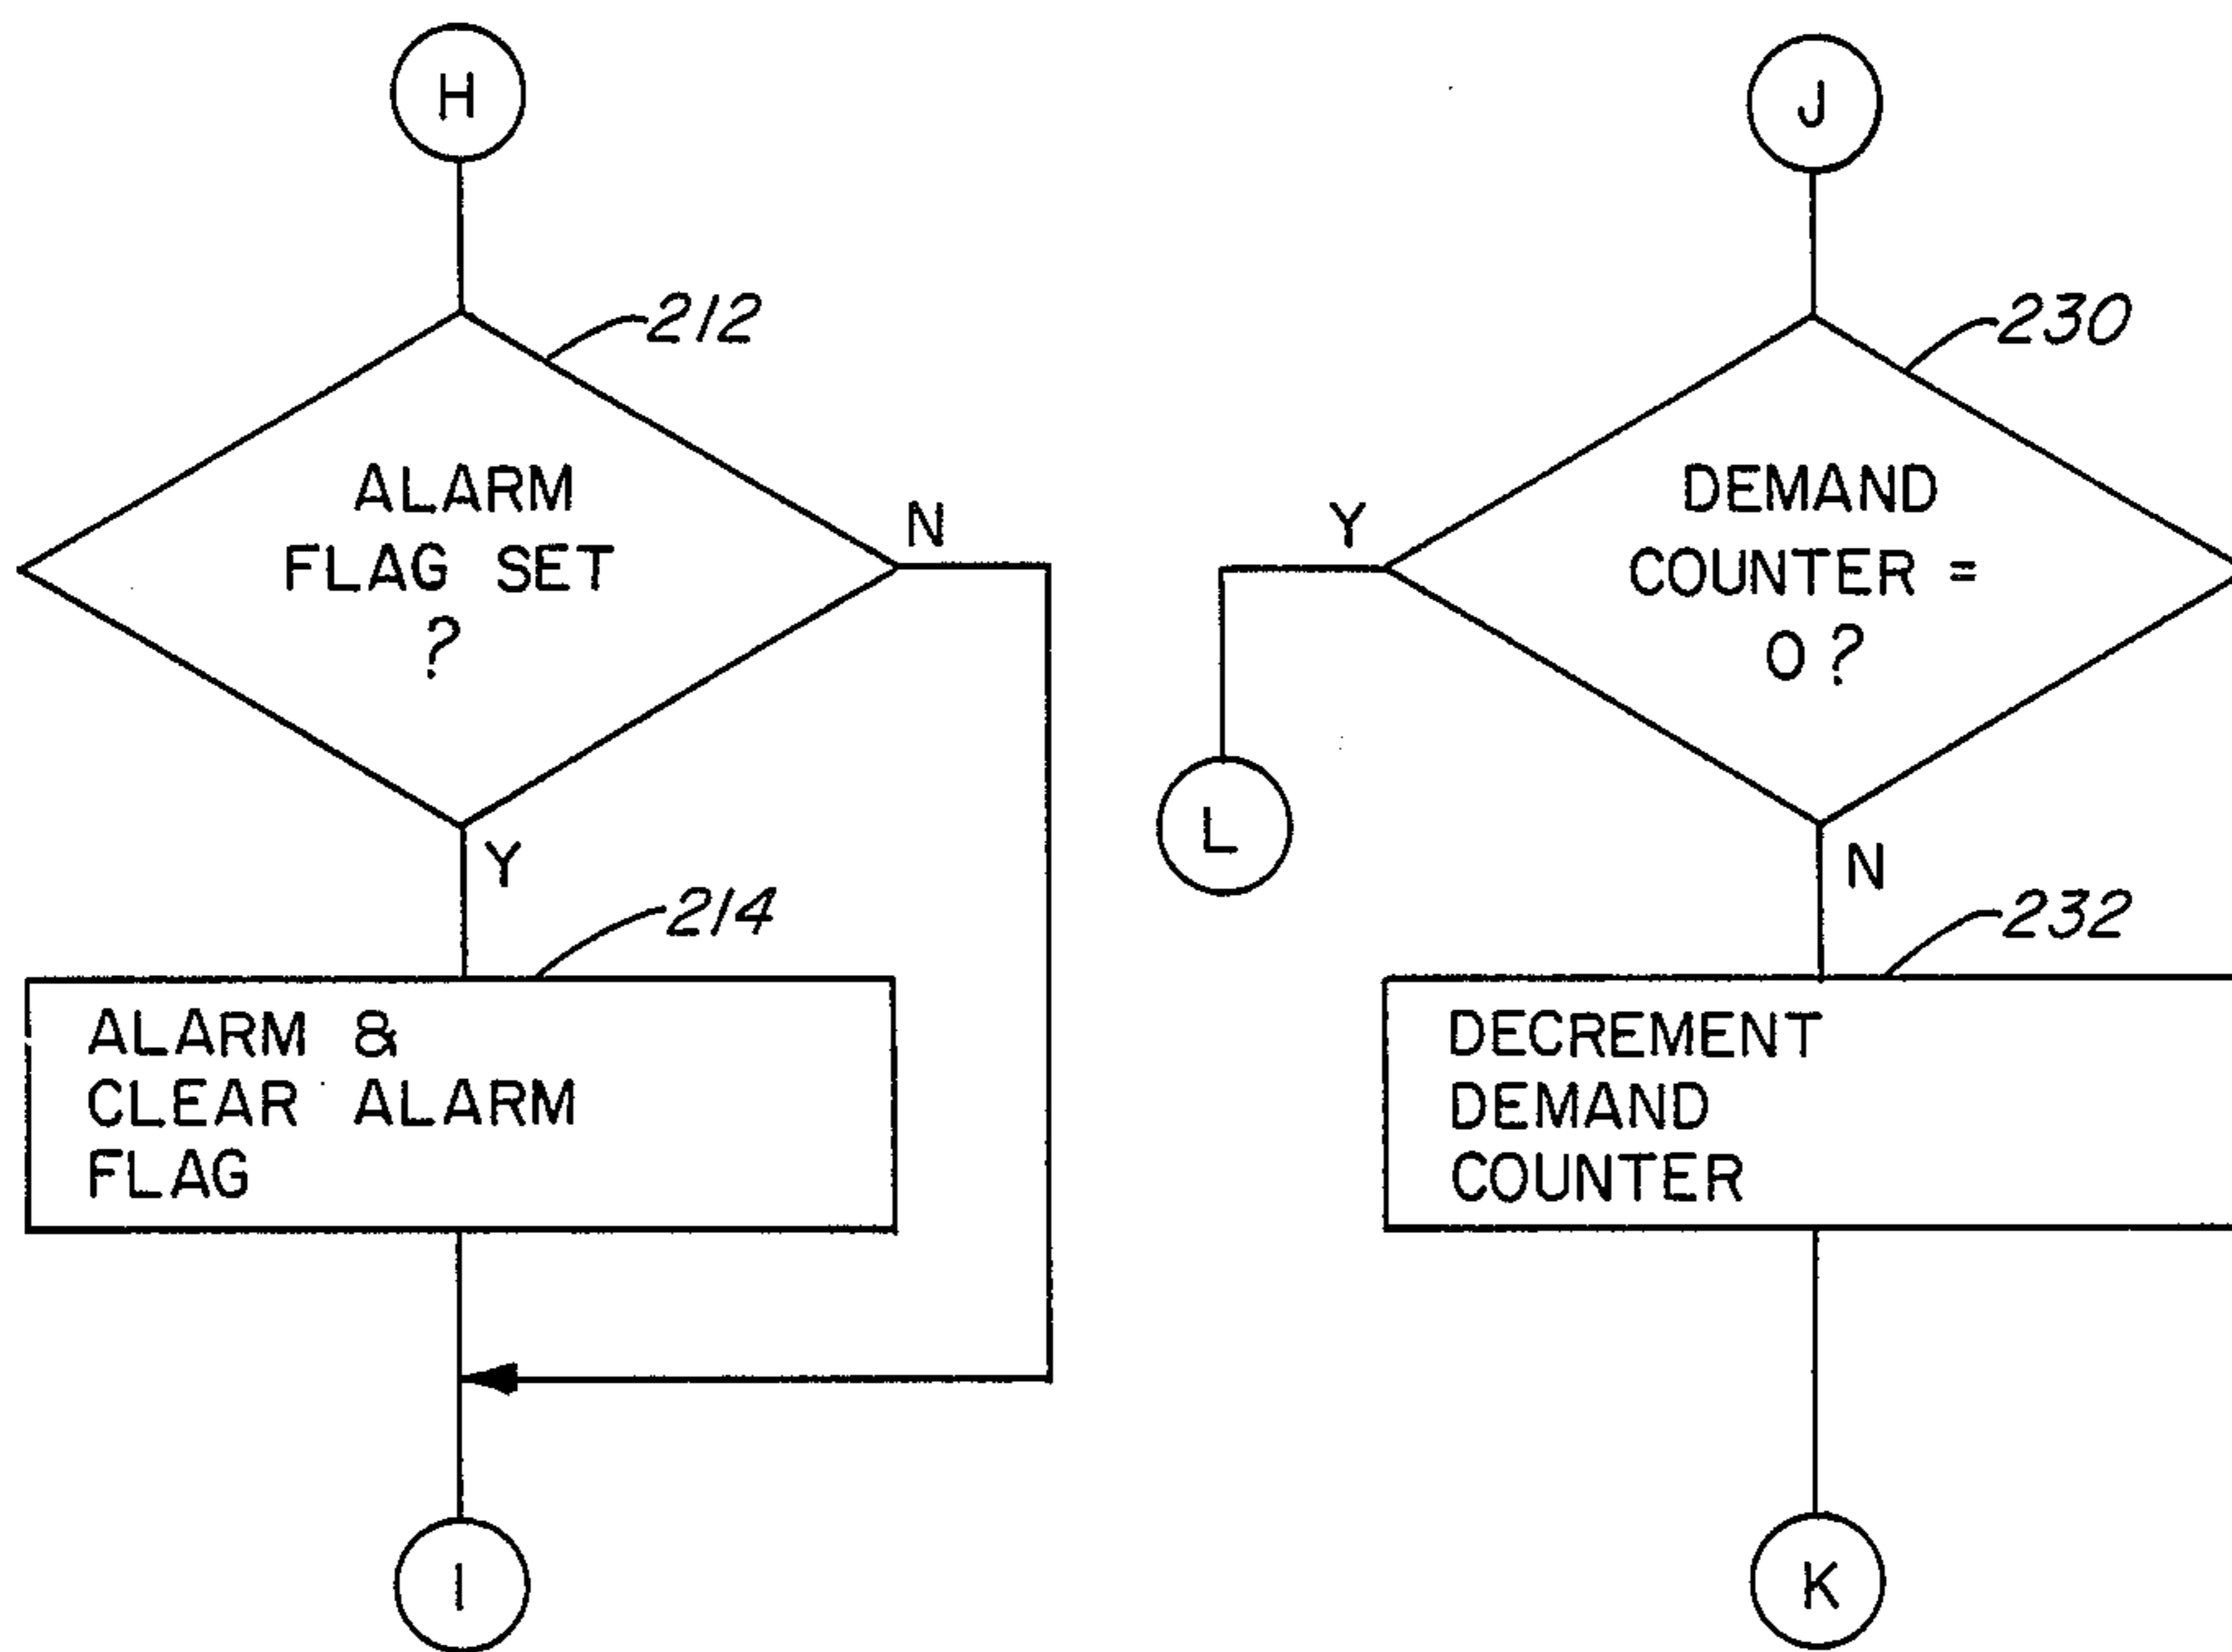 H
212
ALARM
FLAG SET
?
N
Y
214
ALARM &
CLEAR ALARM
FLAG
I
J
230
DEMAND
COUNTER =
0?
Y
L
N
232
DECREMENT
DEMAND
COUNTER
K